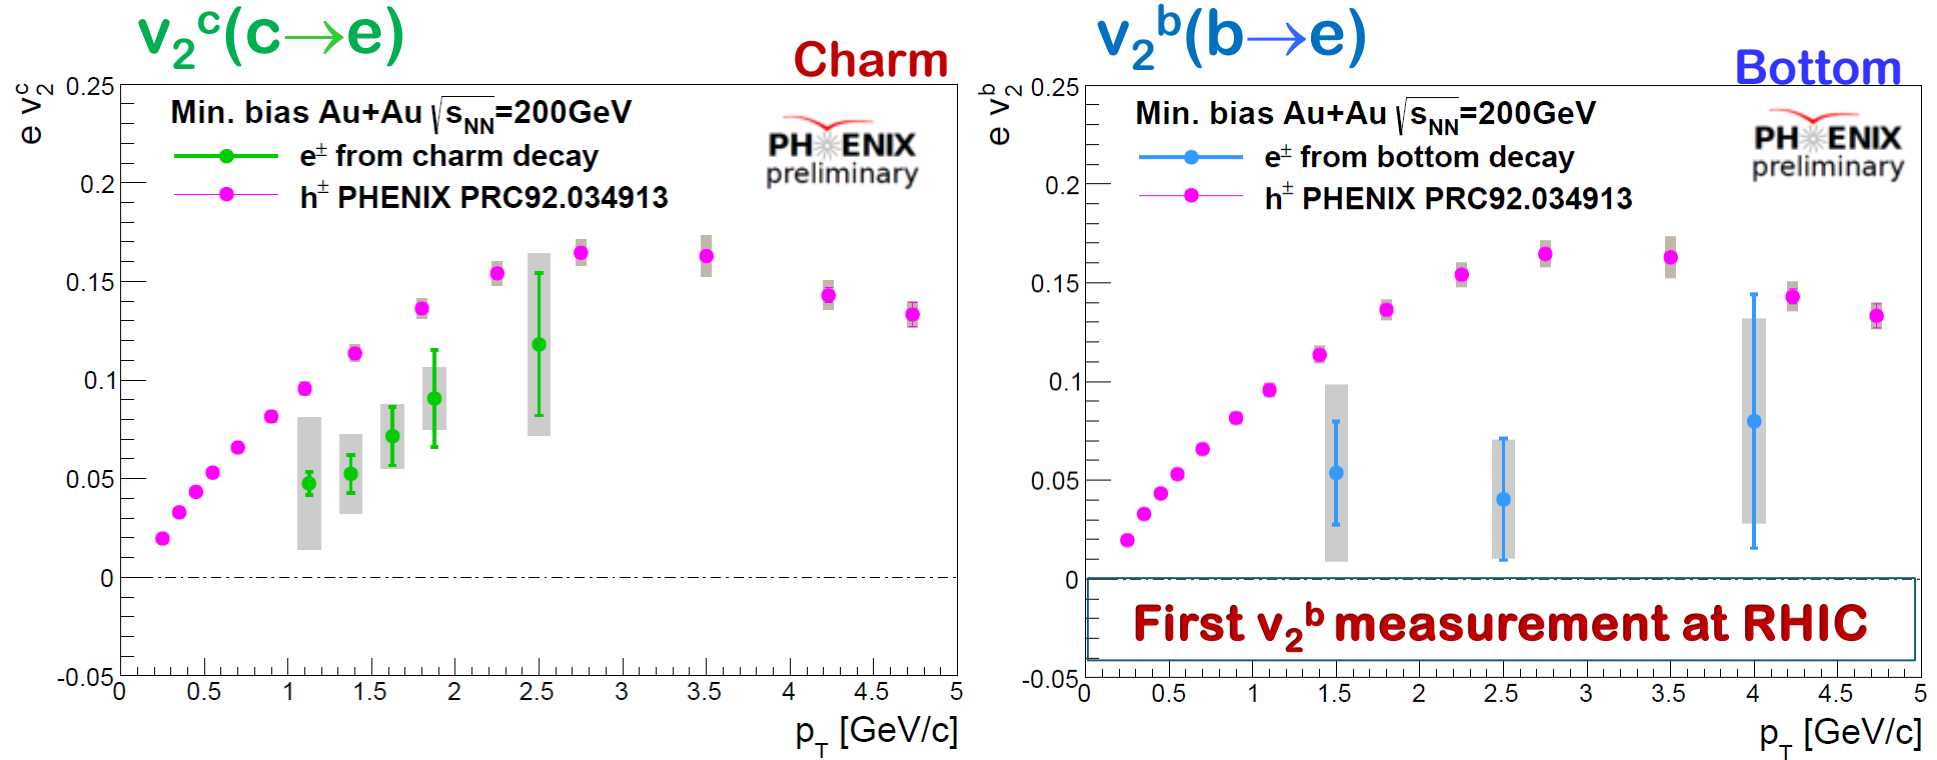 v₂ᶜ(c→e)
Charm
e v₂ᶜ
Min. bias Au+Au √sNN=200GeV
e± from charm decay
h± PHENIX PRC92.034913
PHENIX
preliminary
0.25
0.2
0.15
0.1
0.05
0
-0.05
0 0.5 1 1.5 2 2.5 3 3.5 4 4.5 5
pT [GeV/c]
v₂ᵇ(b→e)
Bottom
e v₂ᵇ
Min. bias Au+Au √sNN=200GeV
e± from bottom decay
h± PHENIX PRC92.034913
PHENIX
preliminary
0.25
0.2
0.15
0.1
0.05
0
-0.05
First v₂ᵇ measurement at RHIC
0 0.5 1 1.5 2 2.5 3 3.5 4 4.5 5
pT [GeV/c]